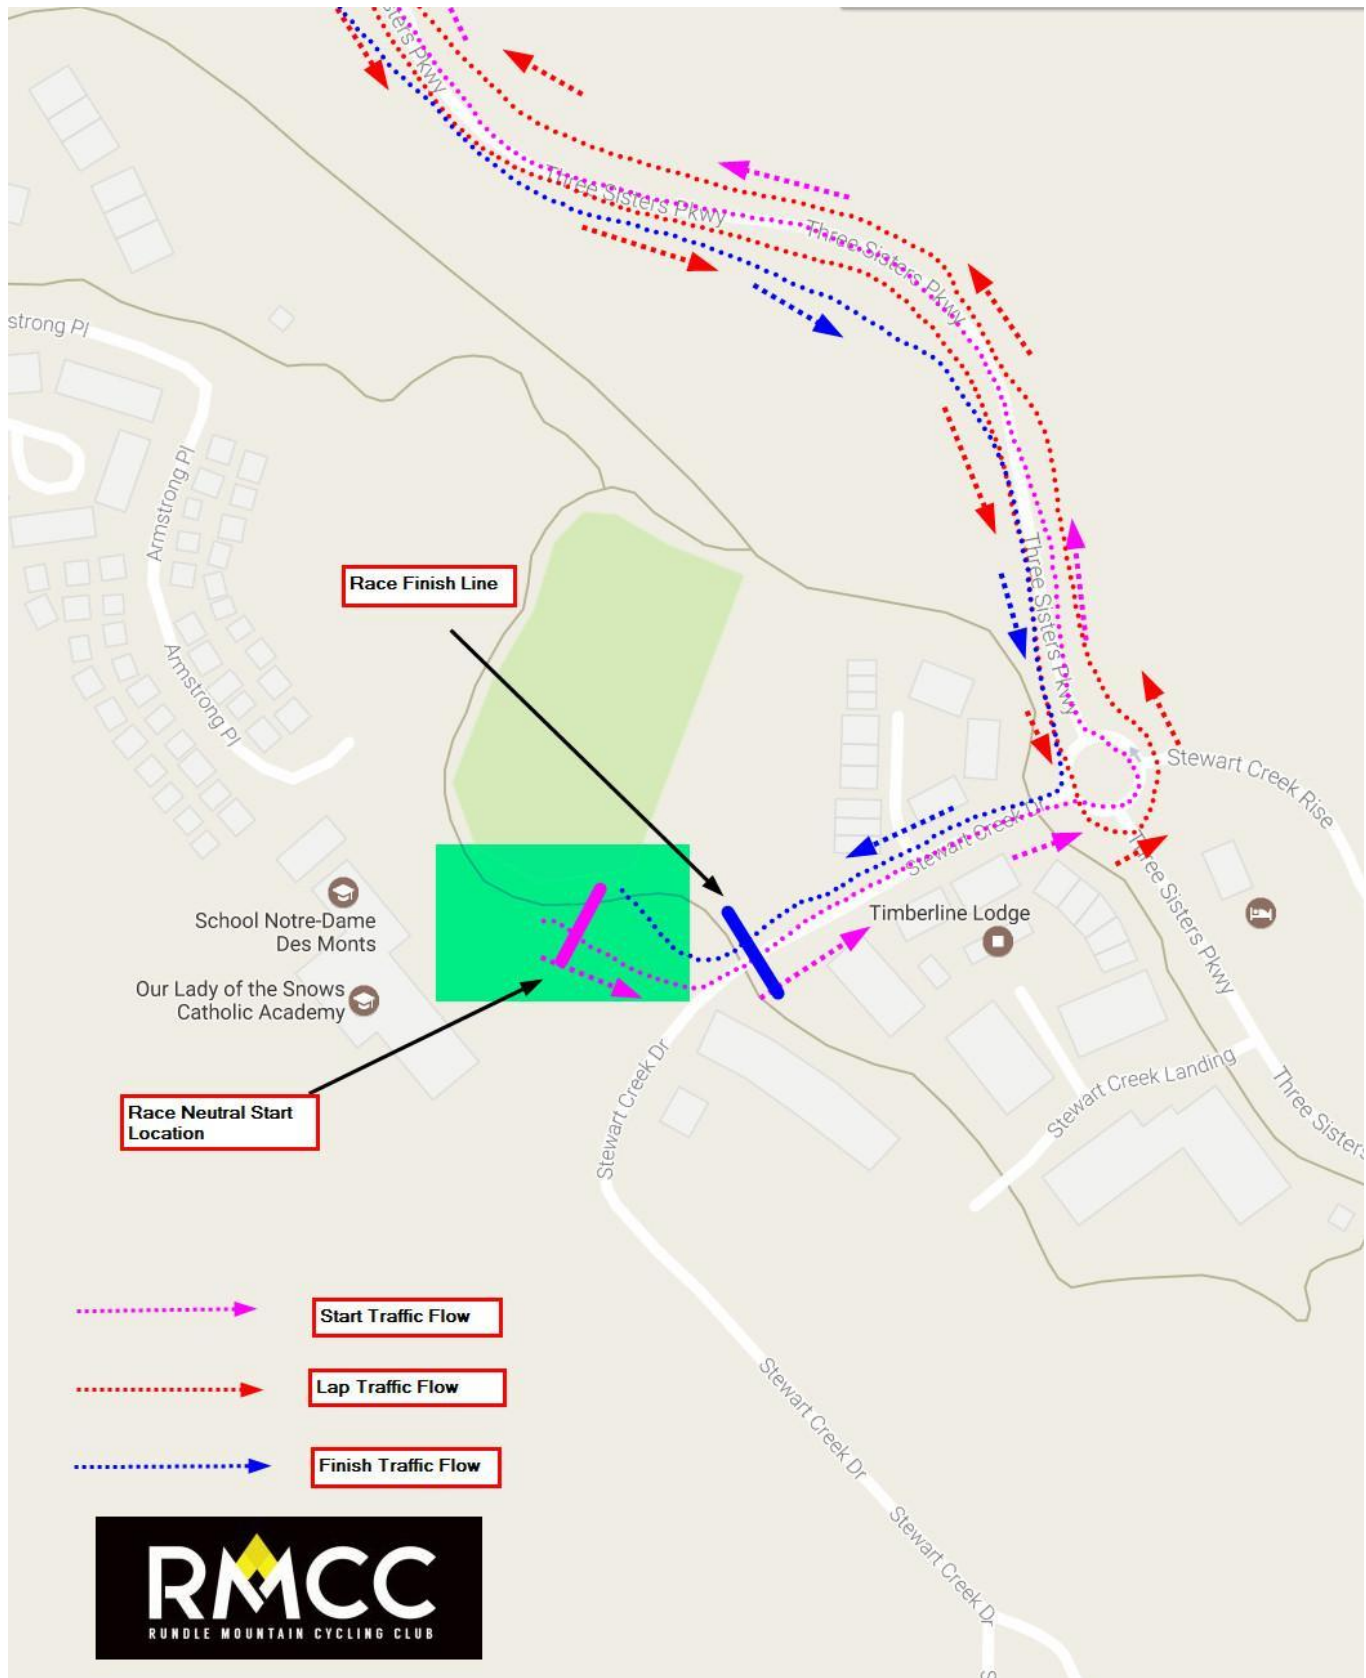 sters Pkwy
Three Sisters Pkwy
Three Sisters Pkwy
strong Pl
Armstrong Pl
Race Finish Line
Three Sisters Pkwy
Armstrong Pl
Stewart Creek Rise
Stewart Creek Dr
Three Sisters Pkwy
School Notre-Dame
Des Monts
Timberline Lodge
Our Lady of the Snows
Catholic Academy
Stewart Creek Dr
Stewart Creek Landing
Three Sisters
Race Neutral Start
Location
Start Traffic Flow
Lap Traffic Flow
Stewart Creek Dr
Finish Traffic Flow
Stewart Creek Dr
RMCC
RUNDLE MOUNTAIN CYCLING CLUB
S